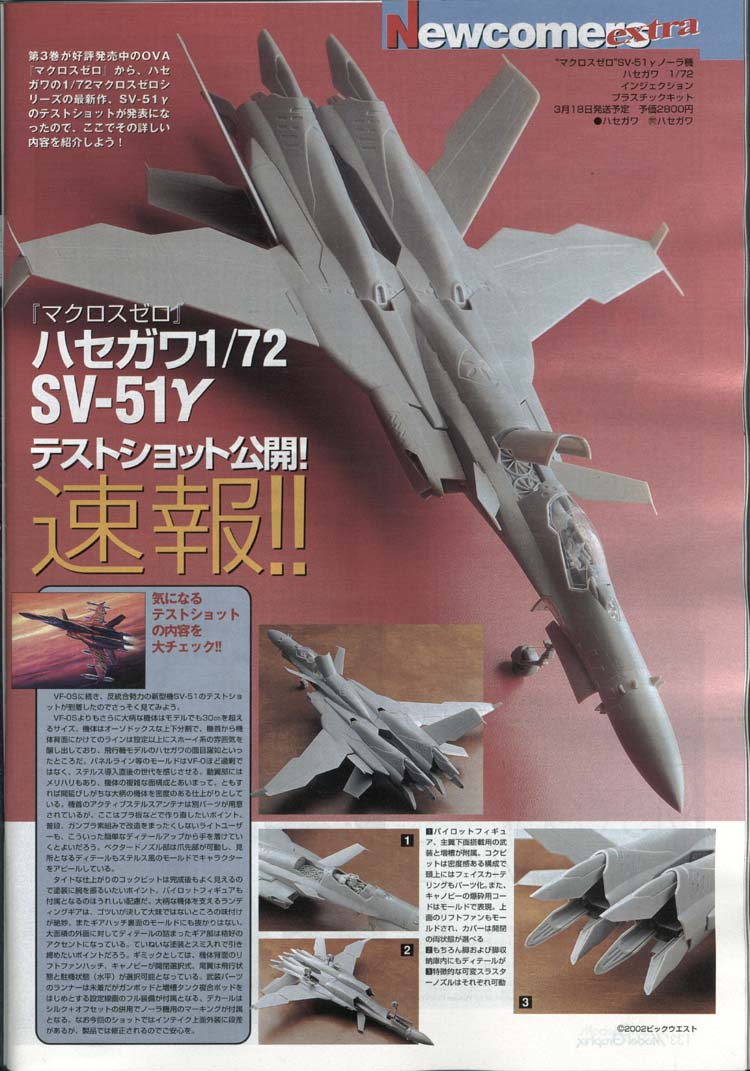 Newcomers extra
第3巻が好評発売中のOVA
『マクロスゼロ』から、ハセ
ガワの1/72マクロスゼロシ
リーズの最新作、SV-51γ
のテストショットが発表にな
ったので、ここでその詳しい
内容を紹介しよう！
"マクロスゼロ"SV-51γノーラ機
ハセガワ 1/72
インジェクション
プラスチックキット
3月18日発送予定 予価2800円
●ハセガワ ㊕ハセガワ
『マクロスゼロ』
ハセガワ1/72
SV-51γ
テストショット公開！
速報!!
気になる
テストショット
の内容を
大チェック!!
VF-0Sに続き、反統合勢力の新型機SV-51のテストショ
ットが到着したのでさっそく見てみよう。
VF-0Sよりもさらに大柄な機体はモデルでも30㎝を超え
るサイズ。機体はオーソドックスな上下分割で、機首から機
体背面にかけてのラインは設定以上にスホーイ系の雰囲気を
醸し出しており、飛行機モデルのハセガワの面目躍如といっ
たところだ。パネルライン等のモールドはVF-0ほど過剰で
はなく、ステルス導入直後の世代を感じさせる。動翼部には
メリハリもあり、機体の複雑な面構成とあいまって、ともす
れば間延びしがちな大柄の機体を密度のある仕上がりとして
いる。機首のアクティブステルスアンテナは別パーツが用意
されているが、ここはプラ板などで作り直したいポイント。
普段、ガンプラ素組みで改造をまったくしないライトユーザ
ーも、こういった簡単なディテールアップから手を着けてい
くとよいだろう。ベクタードノズル部は爪先部が可動し、見
所となるディテールもステルス風のモールドでキャラクター
をアピールしている。
タイトな仕上がりのコックピットは完成後もよく見えるの
で塗装に腕を振るいたいポイント。パイロットフィギュアも
付属となるのはうれしい配慮だ。大柄な機体を支えるランデ
ィングギアは、ゴツいが決して大味ではないところの味付け
が絶妙。またギアハッチ裏面のモールドにも抜かりはない。
大面積の外面に対してディテールの詰まったギア部は格好の
アクセントになっている。ていねいな塗装とスミ入れで引き
締めたいポイントだろう。ギミックとしては、機体背面のリ
フトファンハッチ、キャノピーが開閉選択式。尾翼は飛行状
態と駐機状態（水平）が選択可能となっている。武装パーツ
のランナーは未着だがガンポッドと増槽タンク複合ポッドを
はじめとする設定線画のフル装備が付属となる。デカールは
シルク＋オフセットの併用でノーラ機用のマーキングが付属
となる。なお今回のショットではインテイク上面外装に段差
があるが、製品では修正されるのでご安心を。
1
2
3
1パイロットフィギュ
ア、主翼下面搭載用の武
装と増槽が附属。コクピ
ットは密度感ある構成で
頭上にはフェイスカーテ
リングもパーツ化。また、
キャノピーの爆砕用コー
ドはモールドで表現。上
面のリフトファンもモー
ルドされ、カバーは開閉
の両状態が選べる
2もちろん脚および脚収
納庫内にもディテールが
3特徴的な可変スラスタ
ーノズルはそれぞれ可動
©2002ビックウエスト